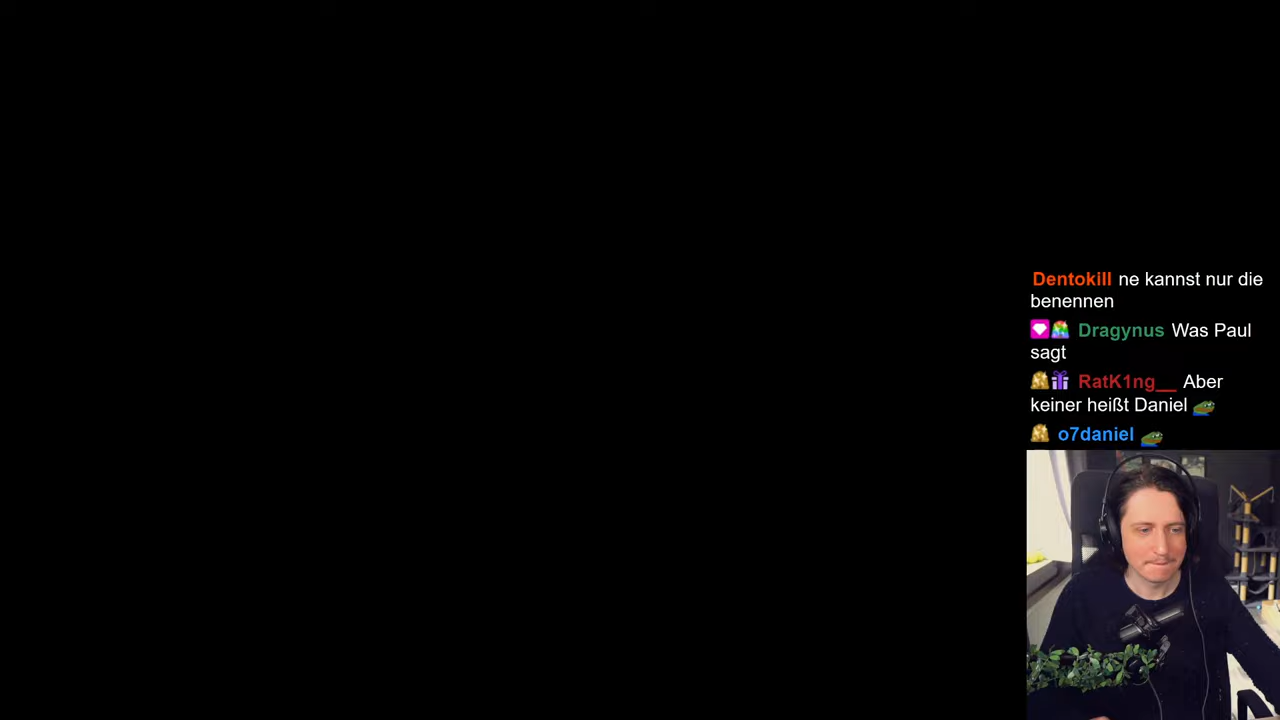 Dentokill ne kannst nur die
benennen
Dragynus Was Paul
sagt
RatK1ng__ Aber
keiner heißt Daniel
o7daniel